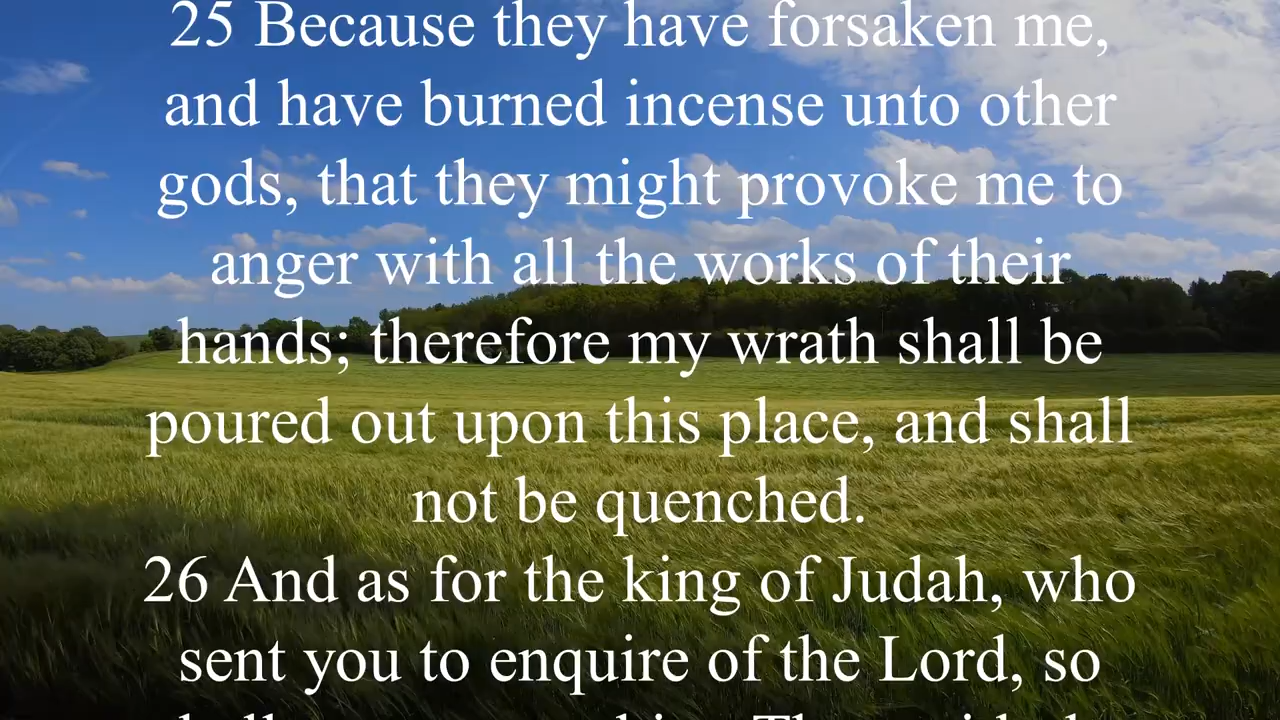 25 Because they have forsaken me,
and have burned incense unto other
gods, that they might provoke me to
anger with all the works of their
hands; therefore my wrath shall be
poured out upon this place, and shall
not be quenched.
26 And as for the king of Judah, who
sent you to enquire of the Lord, so